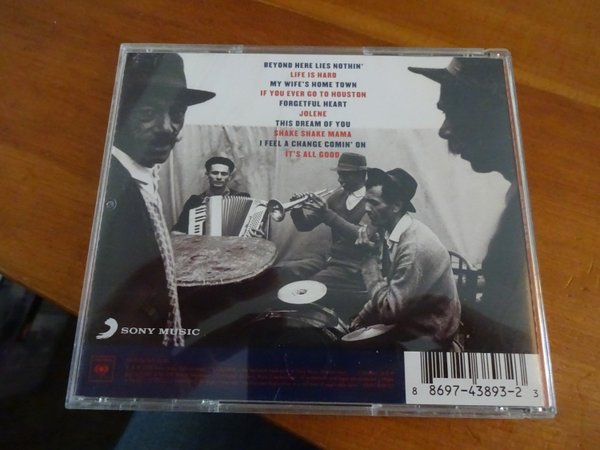 BEYOND HERE LIES NOTHIN'
LIFE IS HARD
MY WIFE'S HOME TOWN
IF YOU EVER GO TO HOUSTON
FORGETFUL HEART
JOLENE
THIS DREAM OF YOU
SHAKE SHAKE MAMA
I FEEL A CHANGE COMIN' ON
IT'S ALL GOOD
SONY MUSIC
8 8697-43893-2 3